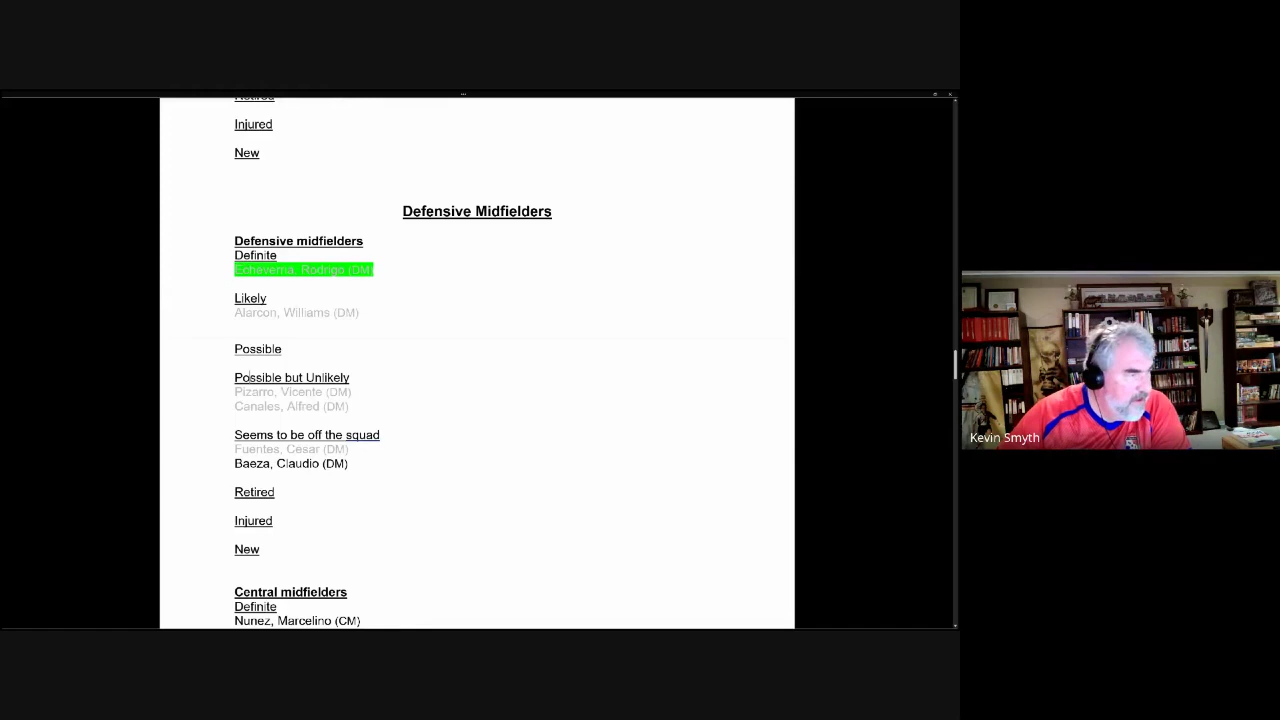 Retired
Injured
New
Defensive Midfielders
Defensive midfielders
Definite
Echeverria, Rodrigo (DM)
Likely
Alarcon, Williams (DM)
Possible
Possible but Unlikely
Pizarro, Vicente (DM)
Canales, Alfred (DM)
Seems to be off the squad
Fuentes, Cesar (DM)
Baeza, Claudio (DM)
Retired
Injured
New
Central midfielders
Definite
Nunez, Marcelino (CM)
Kevin Smyth